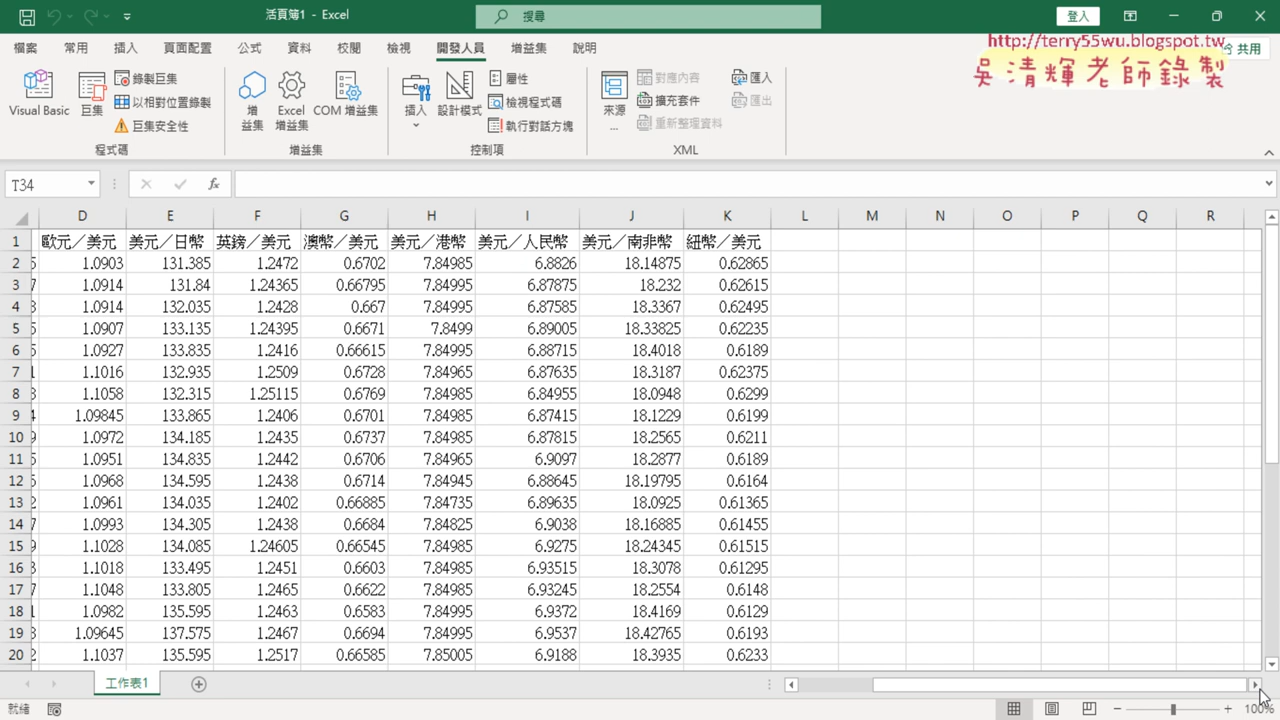 活頁簿1 - Excel
搜尋
登入
http://terry55wu.blogspot.tw
吳清輝老師錄製
檔案 常用 插入 頁面配置 公式 資料 校閱 檢視 開發人員 增益集 說明 共用
Visual Basic
巨集
錄製巨集
以相對位置錄製
巨集安全性
程式碼
增益集
Excel 增益集
COM 增益集
增益集
插入
設計模式
屬性
檢視程式碼
執行對話方塊
控制項
來源...
對應內容
擴充套件
重新整理資料
匯入
匯出
XML
T34
fx
D E F G H I J K L M N O P Q R
1 歐元／美元 美元／日幣 英鎊／美元 澳幣／美元 美元／港幣 美元／人民幣 美元／南非幣 紐幣／美元
2 5 1.0903 131.385 1.2472 0.6702 7.84985 6.8826 18.14875 0.62865
3 7 1.0914 131.84 1.24365 0.66795 7.84995 6.87875 18.232 0.62615
4 3 1.0914 132.035 1.2428 0.667 7.84995 6.87585 18.3367 0.62495
5 5 1.0907 133.135 1.24395 0.6671 7.8499 6.89005 18.33825 0.62235
6 5 1.0927 133.835 1.2416 0.66615 7.84995 6.88715 18.4018 0.6189
7 1 1.1016 132.935 1.2509 0.6728 7.84965 6.87635 18.3187 0.62375
8 3 1.1058 132.315 1.25115 0.6769 7.84985 6.84955 18.0948 0.6299
9 4 1.09845 133.865 1.2406 0.6701 7.84985 6.87415 18.1229 0.6199
10 9 1.0972 134.185 1.2435 0.6737 7.84985 6.87815 18.2565 0.6211
11 5 1.0951 134.835 1.2442 0.6706 7.84965 6.9097 18.2877 0.6189
12 5 1.0968 134.595 1.2438 0.6714 7.84945 6.88645 18.19795 0.6164
13 2 1.0961 134.035 1.2402 0.66885 7.84735 6.89635 18.0925 0.61365
14 7 1.0993 134.305 1.2438 0.6684 7.84825 6.9038 18.16885 0.61455
15 9 1.1028 134.085 1.24605 0.66545 7.84985 6.9275 18.24345 0.61515
16 3 1.1018 133.495 1.2451 0.6603 7.84985 6.93515 18.3078 0.61295
17 3 1.1048 133.805 1.2465 0.6622 7.84985 6.93245 18.2554 0.6148
18 1 1.0982 135.595 1.2463 0.6583 7.84995 6.9372 18.4169 0.6129
19 3 1.09645 137.575 1.2467 0.6694 7.84995 6.9537 18.42765 0.6193
20 2 1.1037 135.595 1.2517 0.66585 7.85005 6.9188 18.3935 0.6233
工作表1
就緒
100%